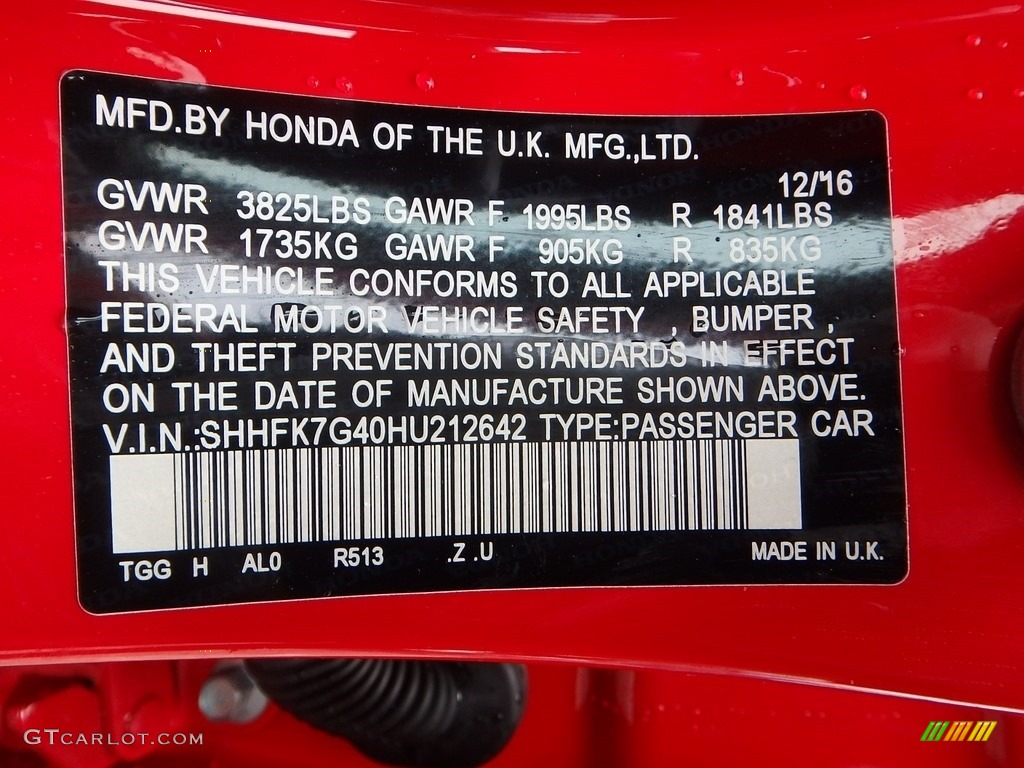 MFD.BY HONDA OF THE U.K. MFG.,LTD.
12/'16
GVWR 3825LBS GAWR F 1995LBS R 1841LBS
GVWR 1735KG GAWR F 905KG R 835KG
THIS VEHICLE CONFORMS TO ALL APPLICABLE
FEDERAL MOTOR VEHICLE SAFETY , BUMPER ,
AND THEFT PREVENTION STANDARDS IN EFFECT
ON THE DATE OF MANUFACTURE SHOWN ABOVE.
V.I.N.:SHHFK7G40HU212642 TYPE:PASSENGER CAR
TGG H AL0 R513 .Z .U MADE IN U.K.
GTCARLOT.COM